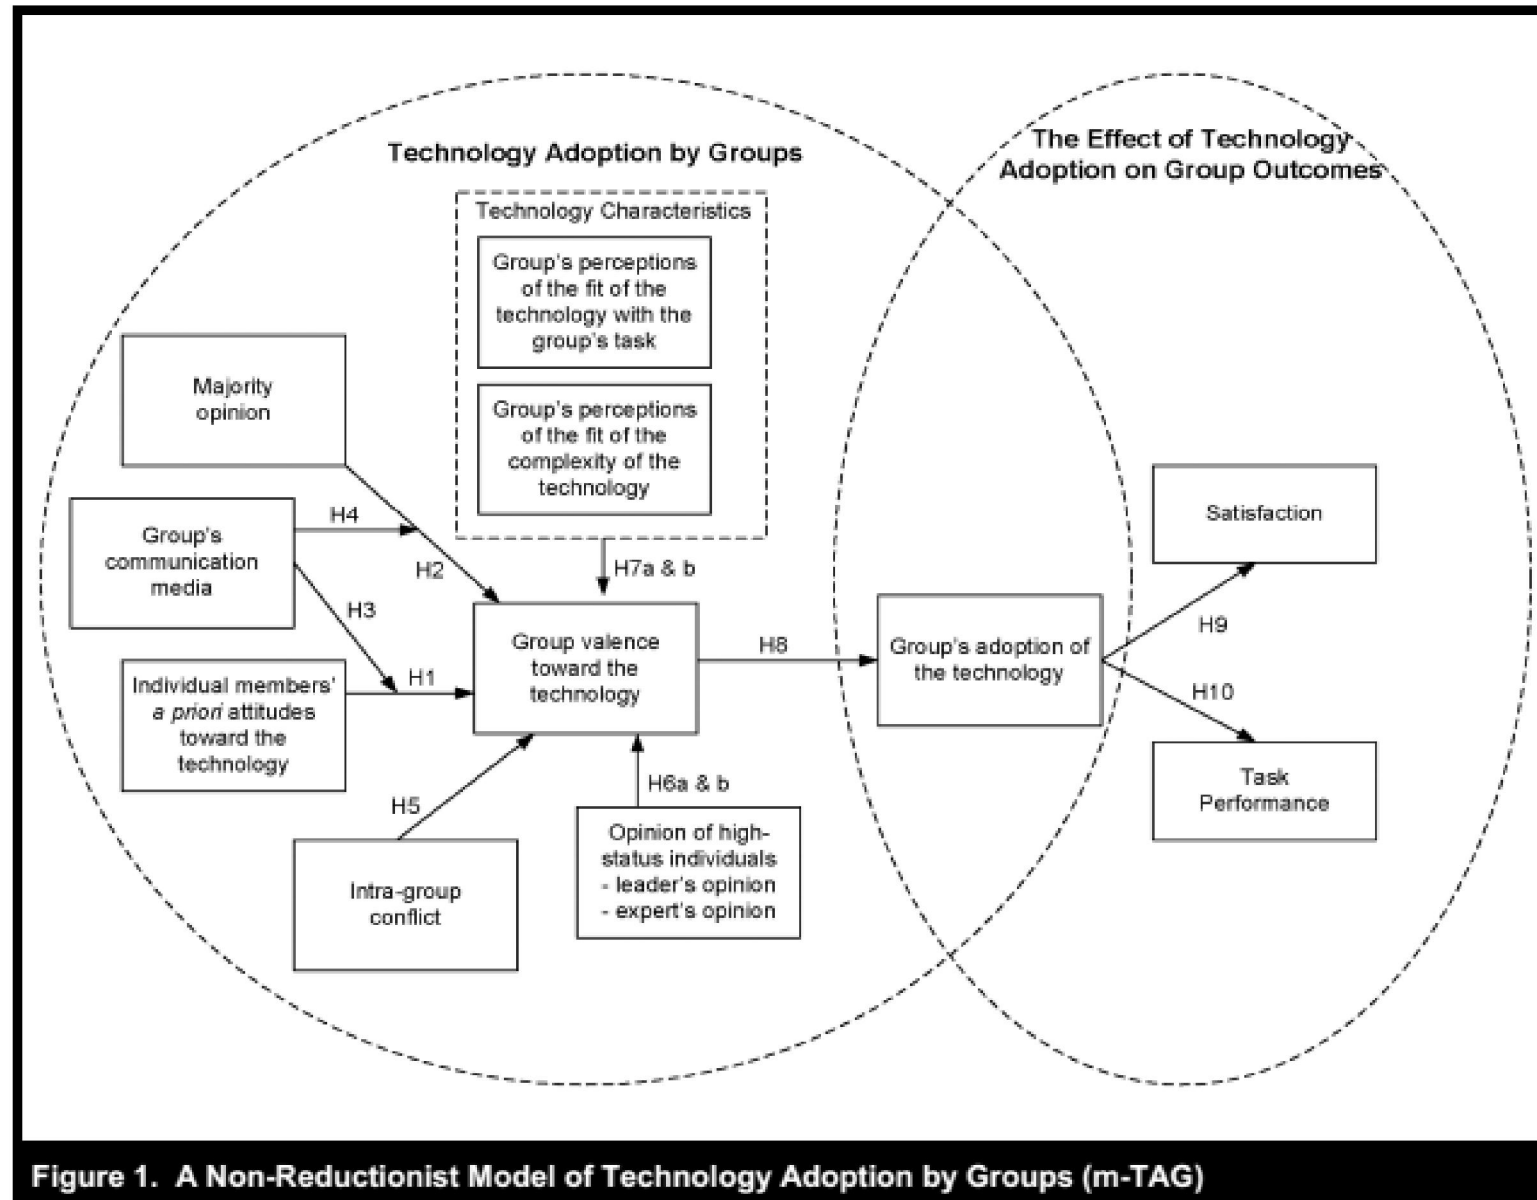 Technology Adoption by Groups
The Effect of Technology
Adoption on Group Outcomes
Technology Characteristics
Group's perceptions
of the fit of the
technology with the
group's task
Group's perceptions
of the fit of the
complexity of the
technology
Majority
opinion
Group's
communication
media
H4
H2
H3
H7a & b
Individual members'
a priori attitudes
toward the
technology
H1
Group valence
toward the
technology
H8
Group's adoption of
the technology
Satisfaction
H9
H10
Task
Performance
H5
Intra-group
conflict
H6a & b
Opinion of high-
status individuals
- leader's opinion
- expert's opinion
Figure 1. A Non-Reductionist Model of Technology Adoption by Groups (m-TAG)